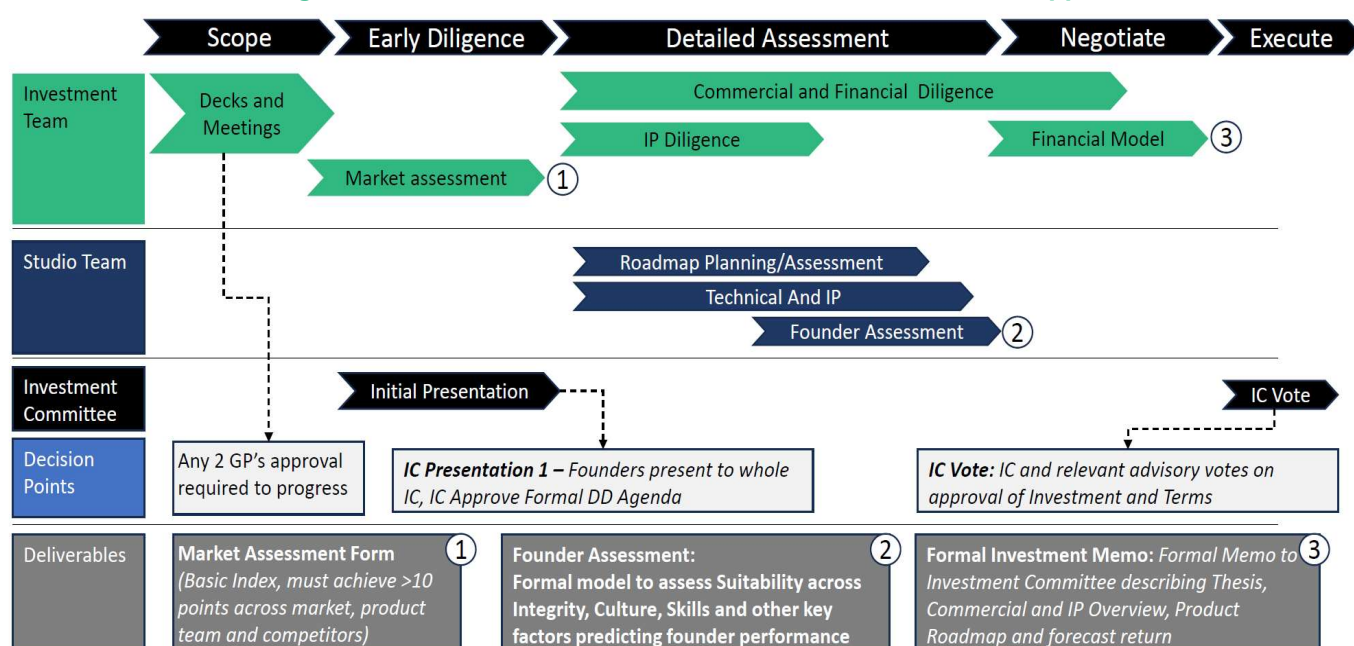 Scope
Early Diligence
Detailed Assessment
Negotiate
Execute
Investment
Team
Decks and
Meetings
Commercial and Financial Diligence
IP Diligence
Financial Model
3
Market assessment
1
Studio Team
Roadmap Planning/Assessment
Technical And IP
Founder Assessment
2
Investment
Committee
Initial Presentation
IC Vote
Decision
Points
Any 2 GP's approval
required to progress
IC Presentation 1 – Founders present to whole
IC, IC Approve Formal DD Agenda
IC Vote: IC and relevant advisory votes on
approval of Investment and Terms
Deliverables
Market Assessment Form
(Basic Index, must achieve >10
points across market, product
team and competitors)
1
Founder Assessment:
Formal model to assess Suitability across
Integrity, Culture, Skills and other key
factors predicting founder performance
2
Formal Investment Memo: Formal Memo to
Investment Committee describing Thesis,
Commercial and IP Overview, Product
Roadmap and forecast return
3